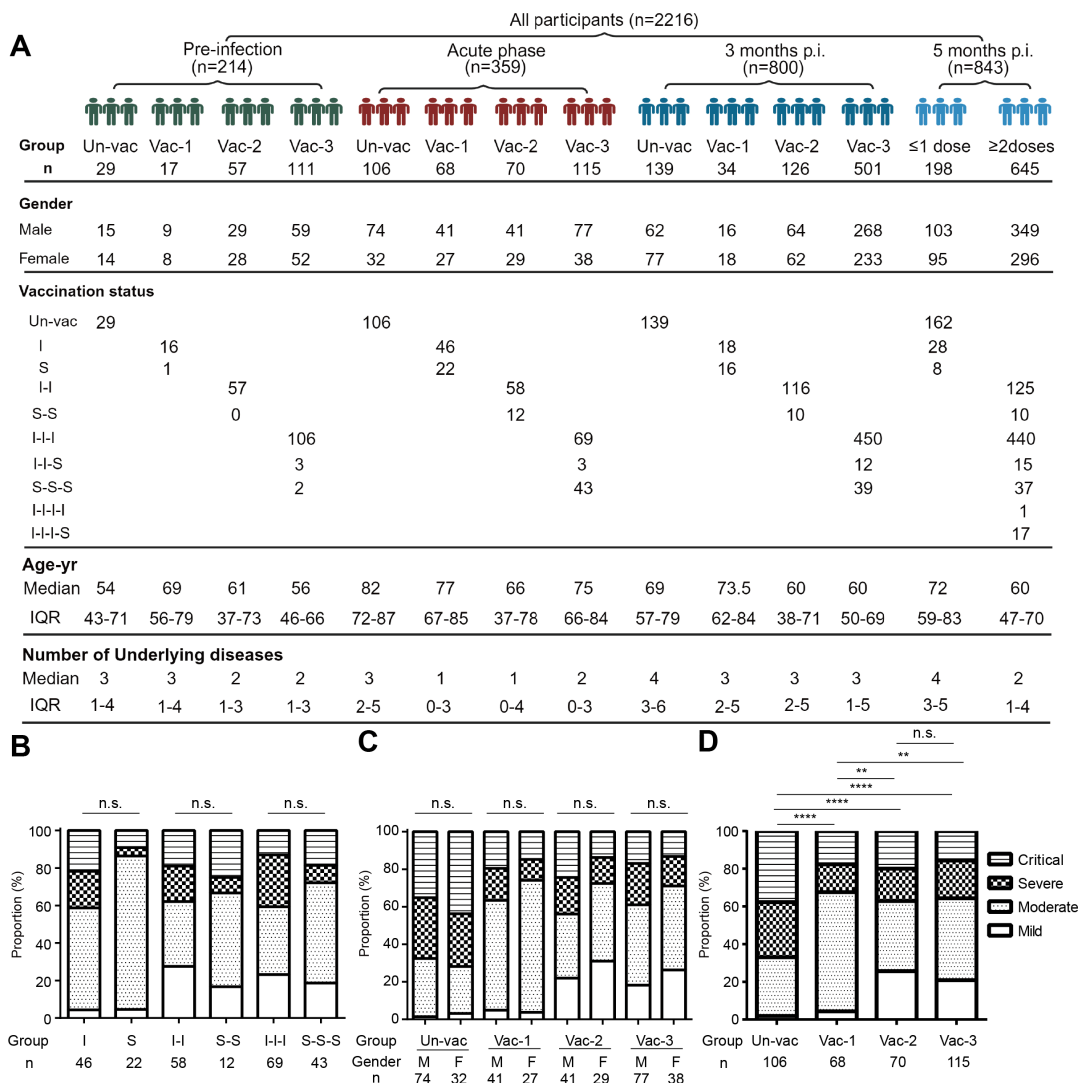 All participants (n=2216)
A
Pre-infection Acute phase 3 months p.i. 5 months p.i.
(n=214) (n=359) (n=800) (n=843)
Group Un-vac Vac-1 Vac-2 Vac-3 Un-vac Vac-1 Vac-2 Vac-3 Un-vac Vac-1 Vac-2 Vac-3 ≤1 dose ≥2doses
n 29 17 57 111 106 68 70 115 139 34 126 501 198 645
Gender
Male 15 9 29 59 74 41 41 77 62 16 64 268 103 349
Female 14 8 28 52 32 27 29 38 77 18 62 233 95 296
Vaccination status
Un-vac 29 106 139 162
I 16 46 18 28
S 1 22 16 8
I-I 57 58 116 125
S-S 0 12 10 10
I-I-I 106 69 450 440
I-I-S 3 3 12 15
S-S-S 2 43 39 37
I-I-I-I 1
I-I-I-S 17
Age-yr
Median 54 69 61 56 82 77 66 75 69 73.5 60 60 72 60
IQR 43-71 56-79 37-73 46-66 72-87 67-85 37-78 66-84 57-79 62-84 38-71 50-69 59-83 47-70
Number of Underlying diseases
Median 3 3 2 2 3 1 1 2 4 3 3 3 4 2
IQR 1-4 1-4 1-3 1-3 2-5 0-3 0-4 0-3 3-6 2-5 2-5 1-5 3-5 1-4
B
n.s. n.s. n.s.
Proportion (%)
100
80
60
40
20
0
Group I S I-I S-S I-I-I S-S-S
n 46 22 58 12 69 43
C
n.s. n.s. n.s. n.s.
Proportion (%)
100
80
60
40
20
0
Group Un-vac Vac-1 Vac-2 Vac-3
Gender M F M F M F M F
n 74 32 41 27 41 29 77 38
D
n.s.
**
**
****
****
****
Proportion (%)
100
80
60
40
20
0
Group Un-vac Vac-1 Vac-2 Vac-3
n 106 68 70 115
Critical
Severe
Moderate
Mild